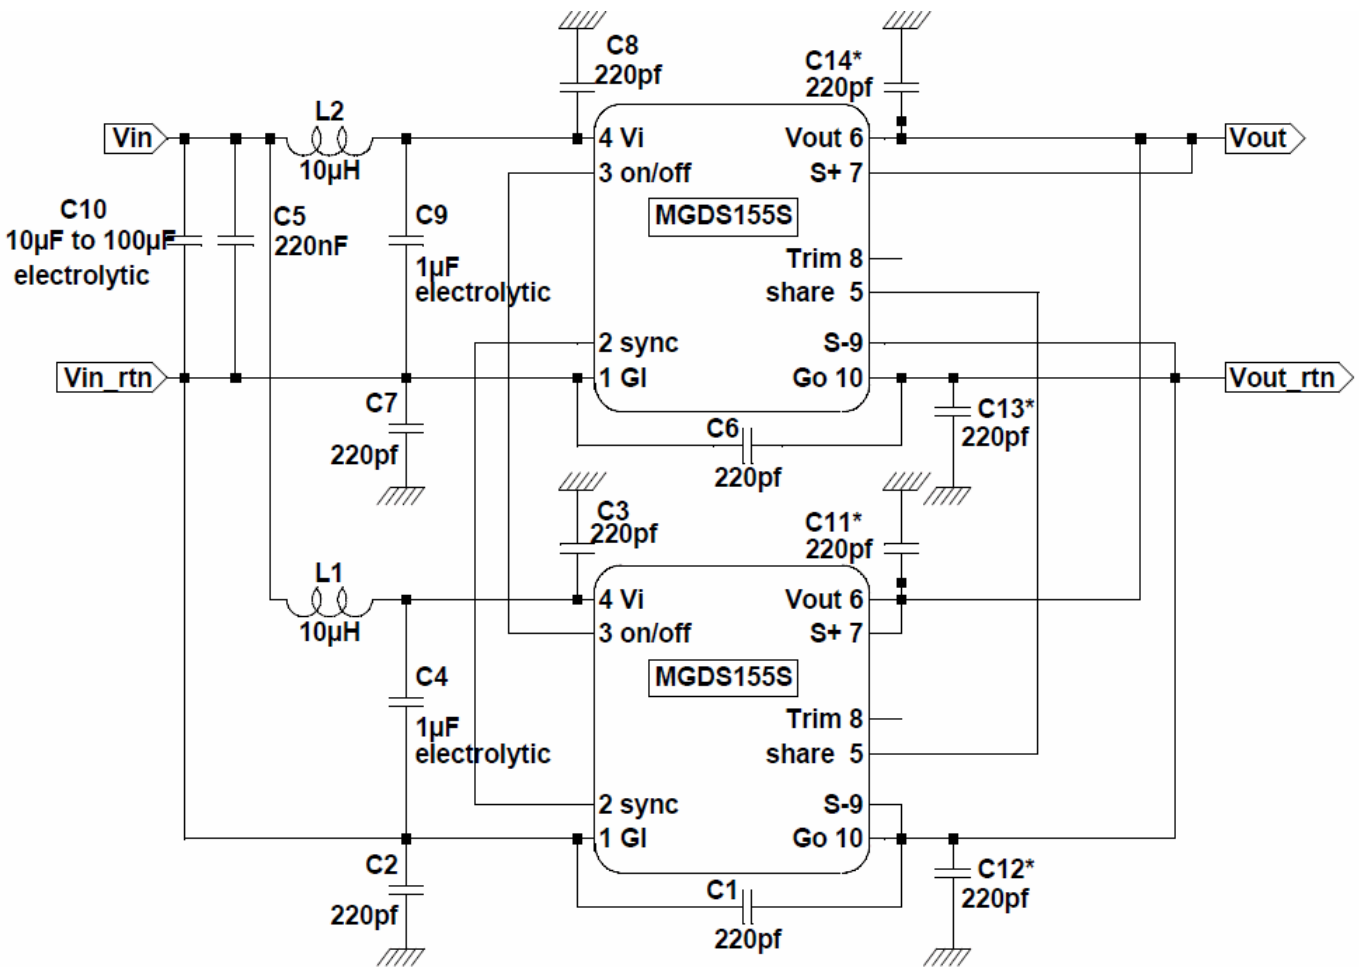 C8
220pf
C14*
220pf
L2
Vin
10µH
4 Vi
Vout 6
Vout
3 on/off
S+ 7
MGDS155S
C10
10µF to 100µF
electrolytic
C5
220nF
C9
1µF
electrolytic
Trim 8
share 5
2 sync
S-9
Vin_rtn
1 GI
Go 10
Vout_rtn
C7
220pf
C6
220pf
C13*
220pf
C3
220pf
C11*
220pf
L1
10µH
4 Vi
Vout 6
3 on/off
S+ 7
MGDS155S
C4
1µF
electrolytic
Trim 8
share 5
2 sync
S-9
1 GI
Go 10
C2
220pf
C1
220pf
C12*
220pf